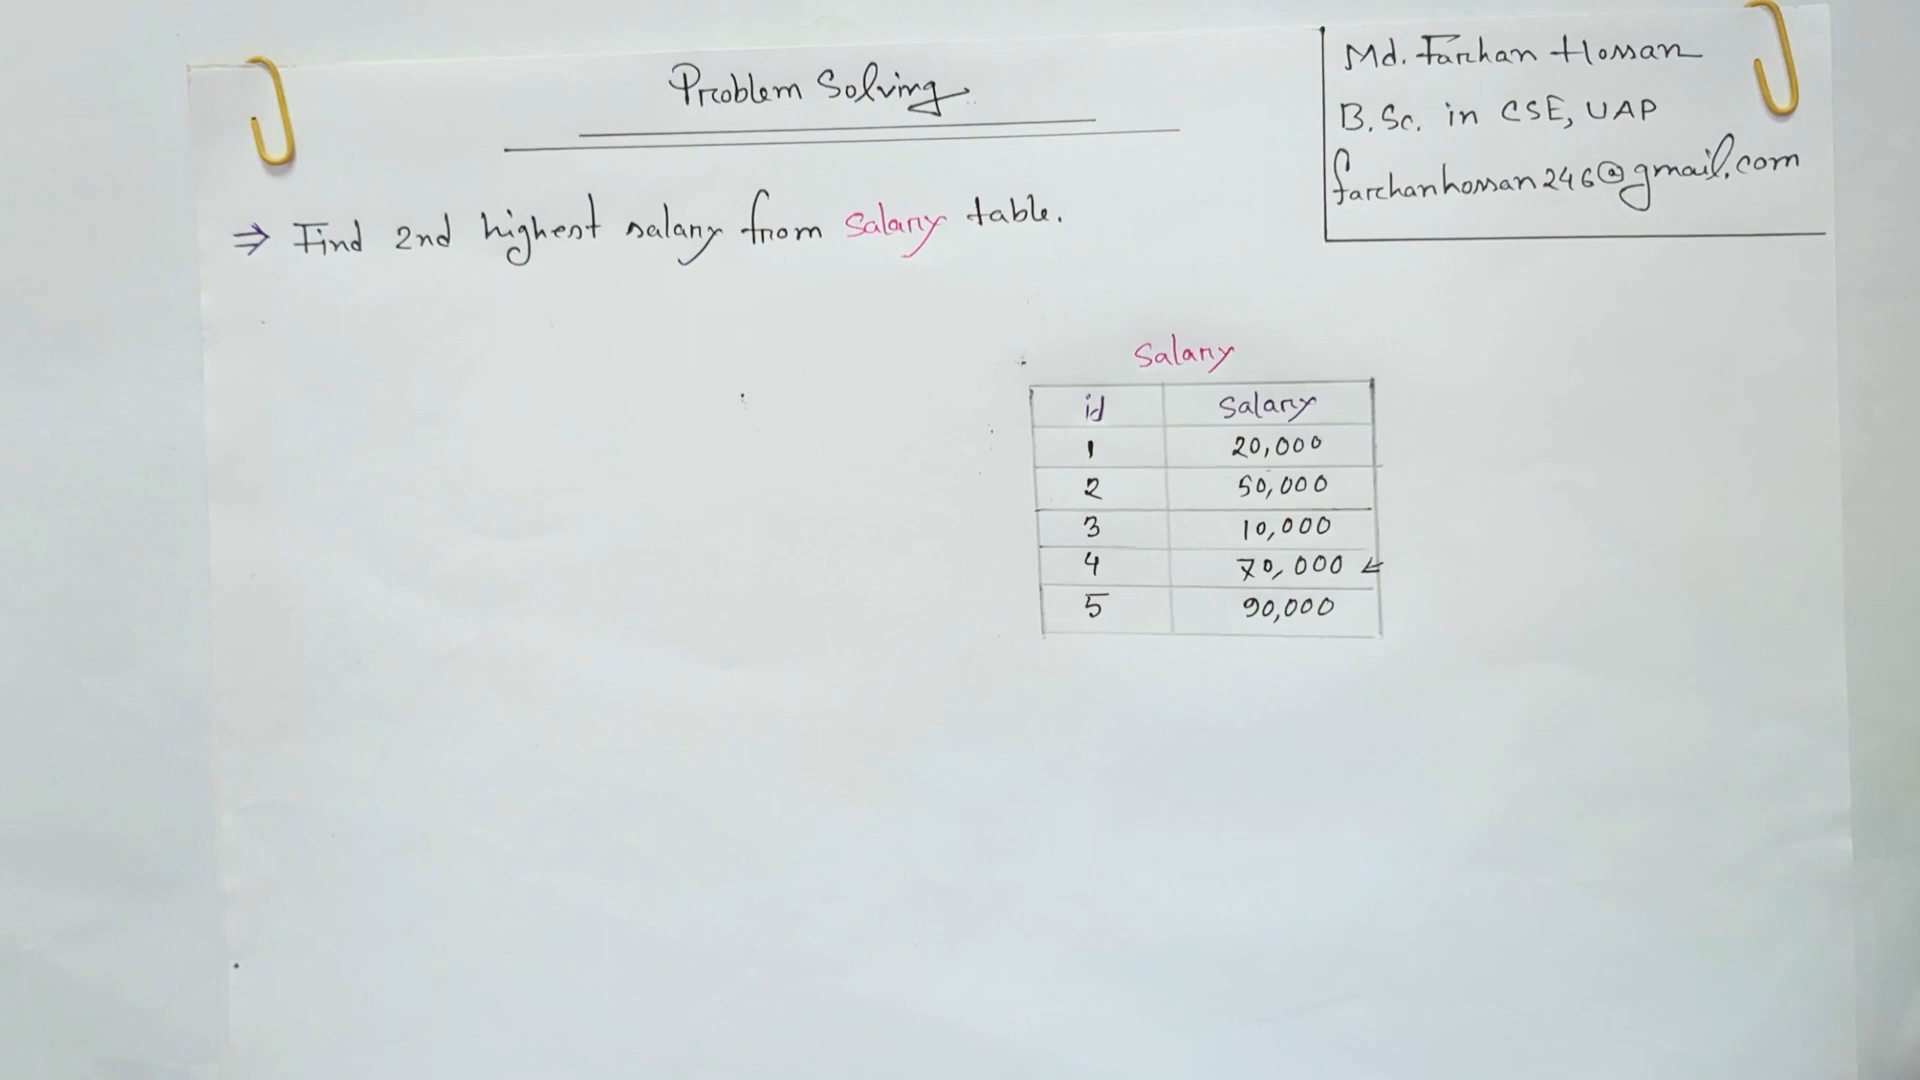 Problem Solving
Md. Farhan Hossan
B.Sc. in CSE, UAP
farhanhossan246@gmail.com
⇒ Find 2nd highest salary from Salary table.
Salary
id Salary
1 20,000
2 50,000
3 10,000
4 70,000 ←
5 90,000